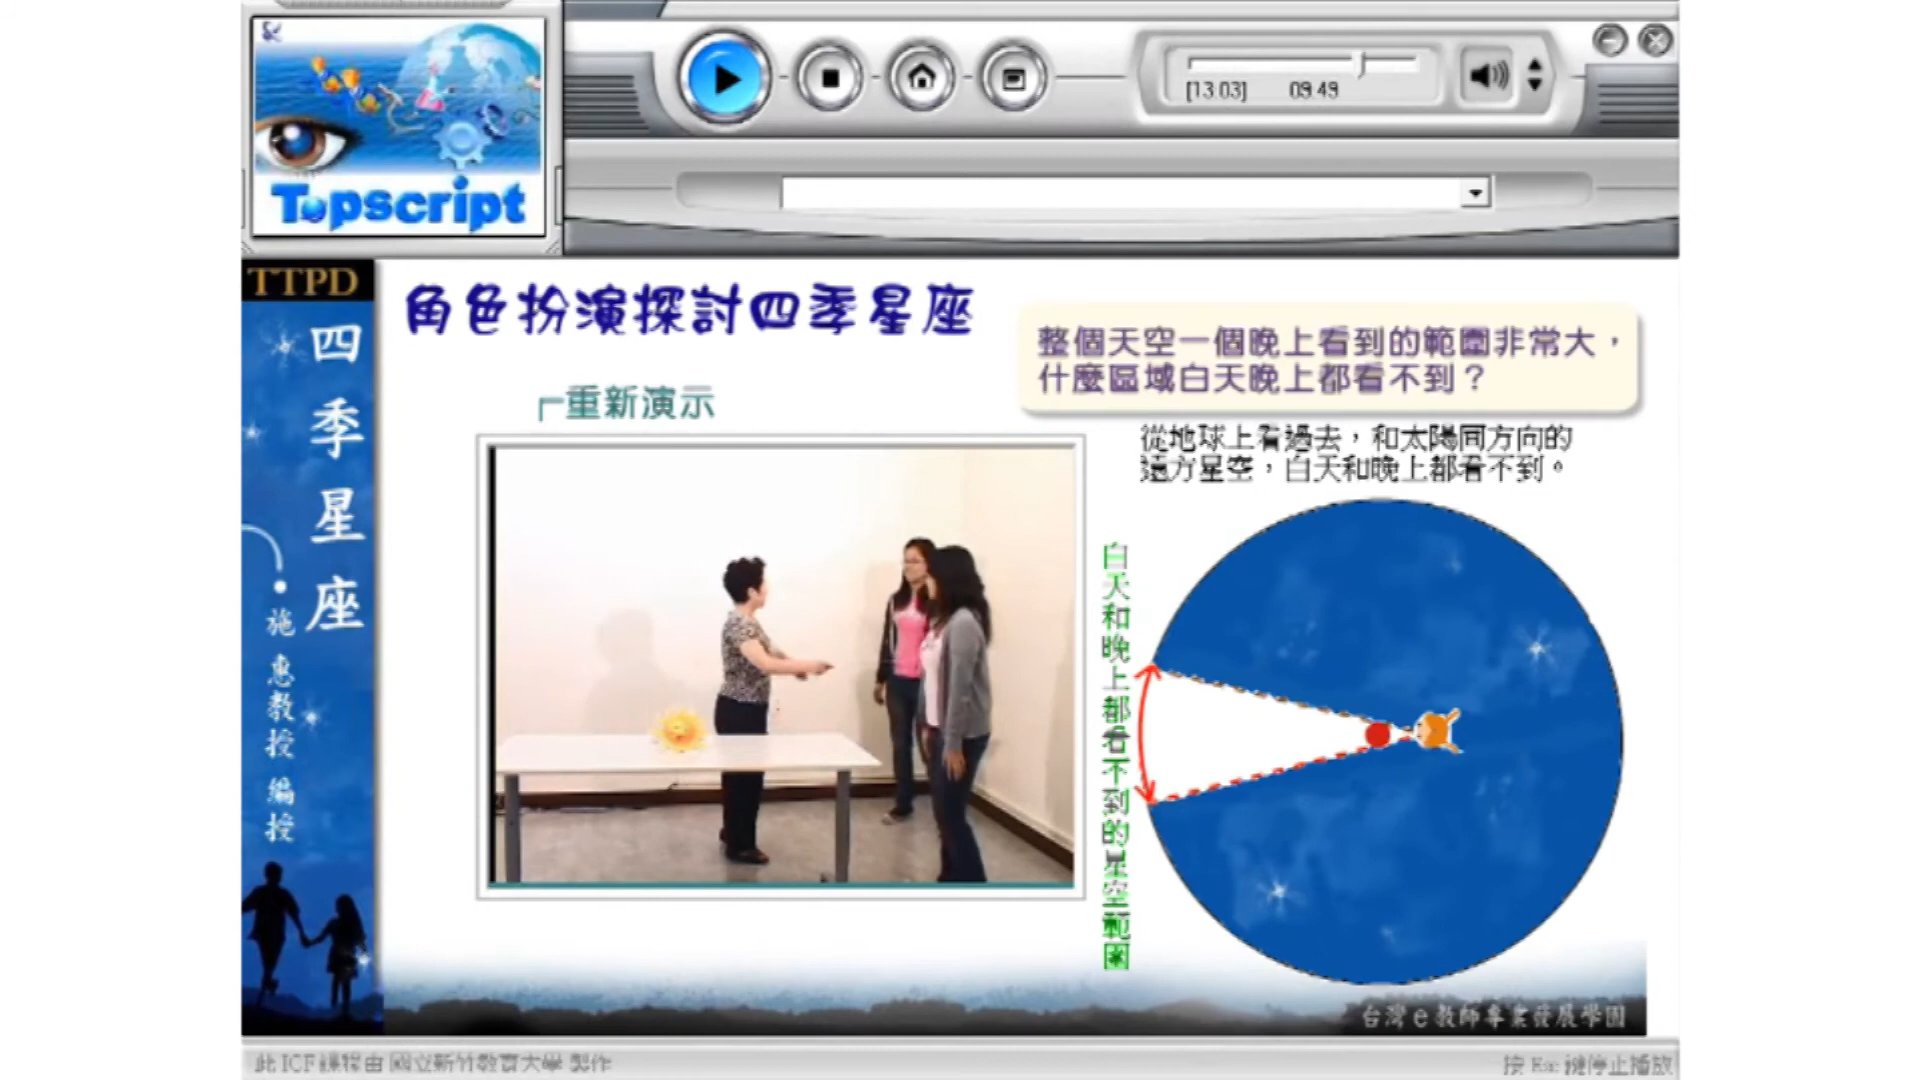 Topscript
[13:03] 09:49
TTPD
四季星座
施惠教授 編授
角色扮演探討四季星座
重新演示
整個天空一個晚上看到的範圍非常大，
什麼區域白天晚上都看不到？
從地球上看過去，和太陽同方向的
遠方星空，白天和晚上都看不到。
白天和晚上都看不到的星空範圍
台灣e教師專業發展學園
此 ICF 課程由 國立新竹教育大學 製作
按 Esc 鍵停止播放